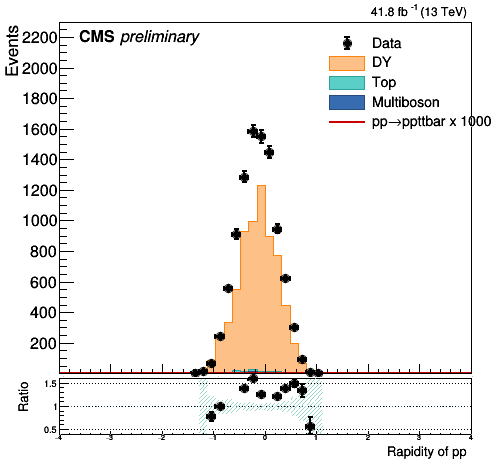 41.8 fb⁻¹ (13 TeV)
CMS preliminary
Events
2200
2000
1800
1600
1400
1200
1000
800
600
400
200
Data
DY
Top
Multiboson
pp→ppttbar x 1000
Ratio
1.5
1
0.5
-4 -3 -2 -1 0 1 2 3 4
Rapidity of pp